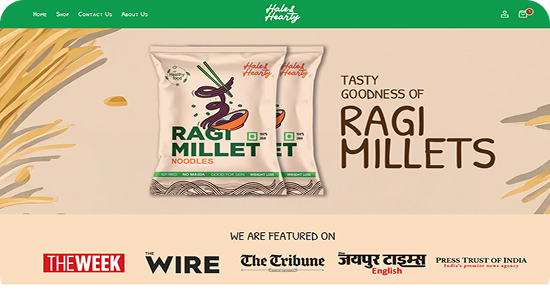 Home Shop Contact Us About Us
Hale &
Hearty
TASTY
GOODNESS OF
RAGI
MILLETS
Healthy
food
Hale &
Hearty
RAGI
MILLET
NOODLES
NO MAIDA GOOD FOR SKIN WEIGHT LOSS
WE ARE FEATURED ON
THE WEEK
THE WIRE
The Tribune
जयपुर टाइम्स
English
PRESS TRUST OF INDIA
India's premier news agency